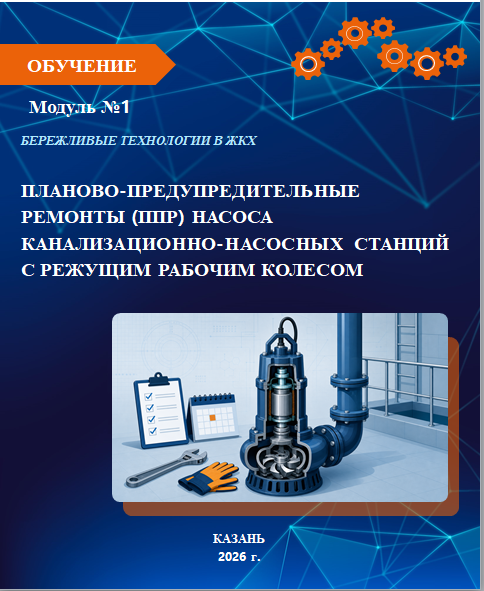 ОБУЧЕНИЕ
Модуль №1
БЕРЕЖЛИВЫЕ ТЕХНОЛОГИИ В ЖКХ
ПЛАНОВО-ПРЕДУПРЕДИТЕЛЬНЫЕ
РЕМОНТЫ (ППР) НАСОСА
КАНАЛИЗАЦИОННО-НАСОСНЫХ СТАНЦИЙ
С РЕЖУЩИМ РАБОЧИМ КОЛЕСОМ
КАЗАНЬ
2026 г.